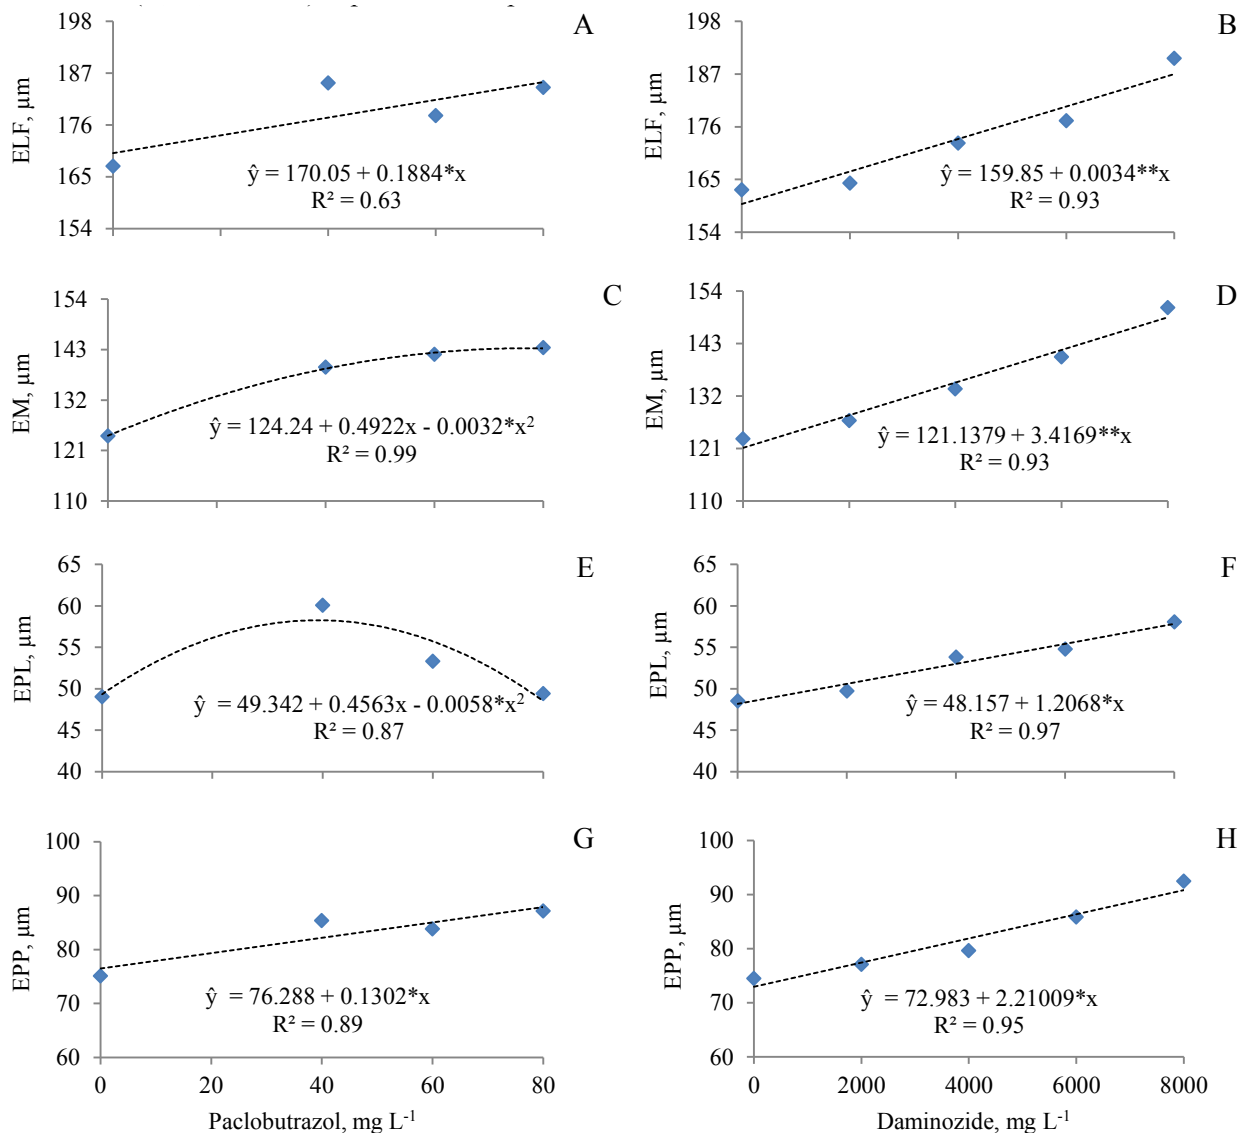 A
198
187
176
165
154
ELF, µm
ŷ = 170.05 + 0.1884*x
R² = 0.63
B
198
187
176
165
154
ELF, µm
ŷ = 159.85 + 0.0034**x
R² = 0.93
C
154
143
132
121
110
EM, µm
ŷ = 124.24 + 0.4922x - 0.0032*x²
R² = 0.99
D
154
143
132
121
110
EM, µm
ŷ = 121.1379 + 3.4169**x
R² = 0.93
E
65
60
55
50
45
40
EPL, µm
ŷ = 49.342 + 0.4563x - 0.0058*x²
R² = 0.87
F
65
60
55
50
45
40
EPL, µm
ŷ = 48.157 + 1.2068*x
R² = 0.97
G
100
90
80
70
60
EPP, µm
ŷ = 76.288 + 0.1302*x
R² = 0.89
0 20 40 60 80
Paclobutrazol, mg L⁻¹
H
100
90
80
70
60
EPP, µm
ŷ = 72.983 + 2.21009*x
R² = 0.95
0 2000 4000 6000 8000
Daminozide, mg L⁻¹